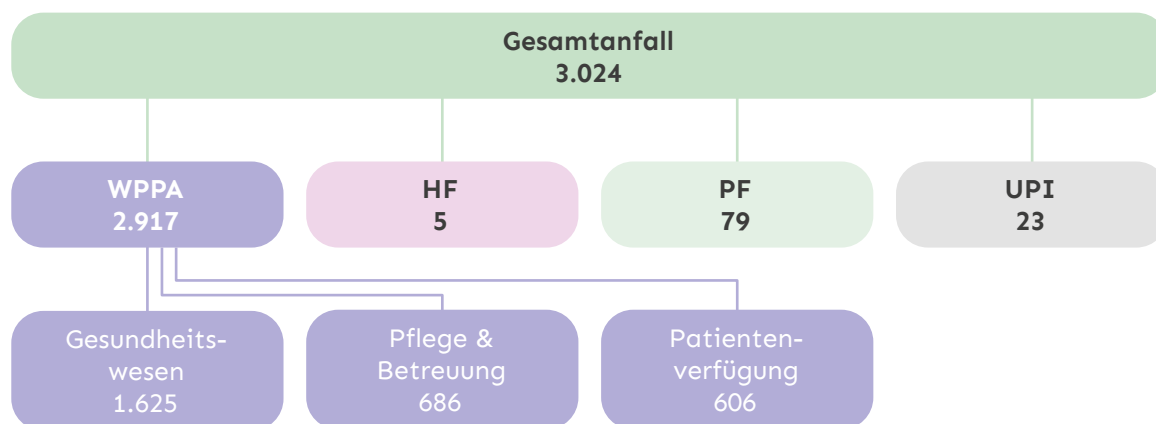 Gesamtanfall
3.024
WPPA
2.917
HF
5
PF
79
UPI
23
Gesundheits-
wesen
1.625
Pflege &
Betreuung
686
Patienten-
verfügung
606